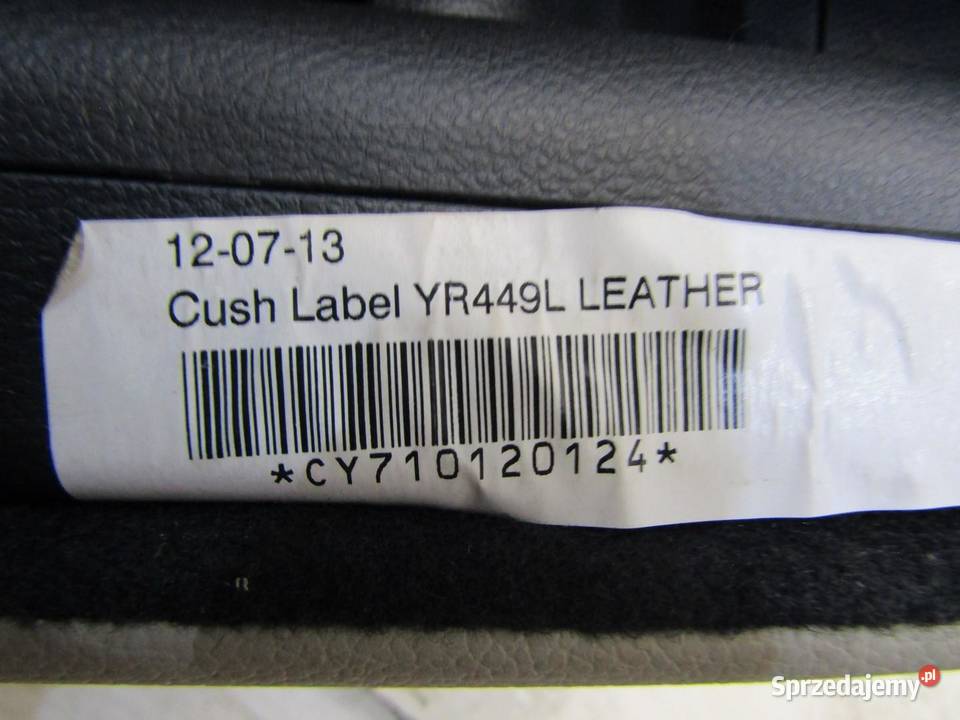 12-07-13
Cush Label YR449L LEATHER
*CY710120124*
Sprzedajemy.pl